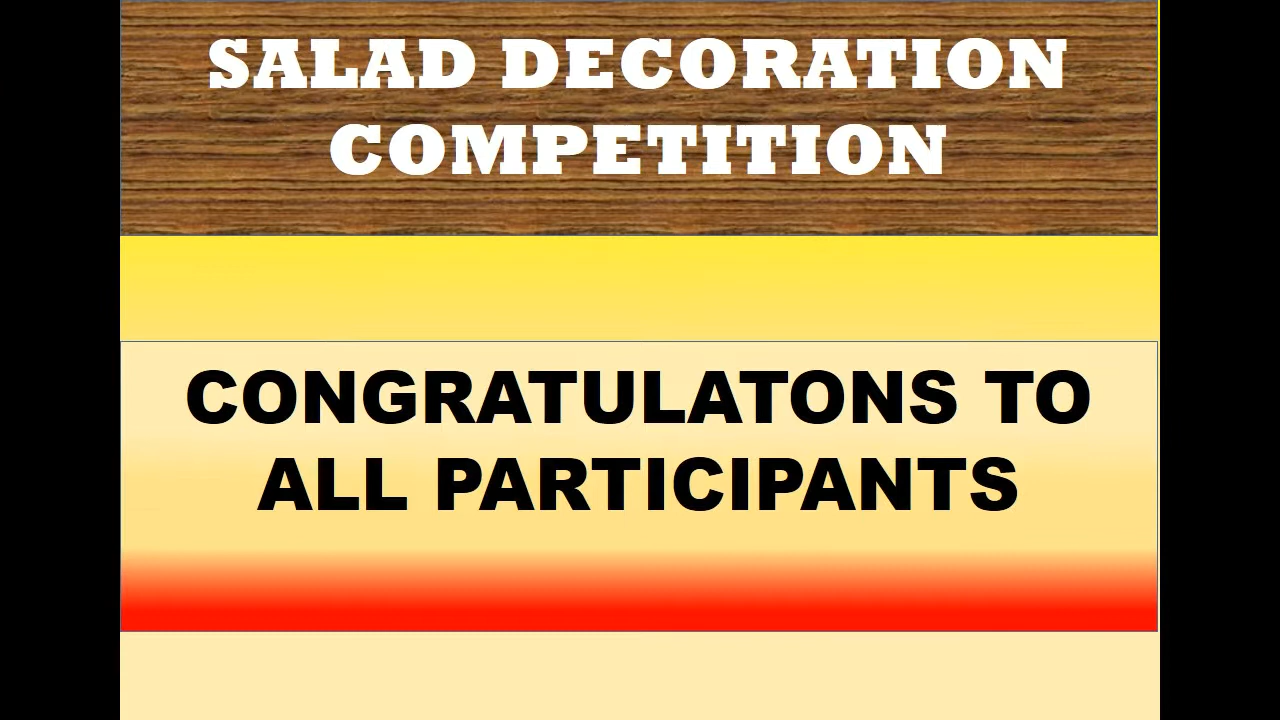 SALAD DECORATION
COMPETITION
CONGRATULATONS TO
ALL PARTICIPANTS